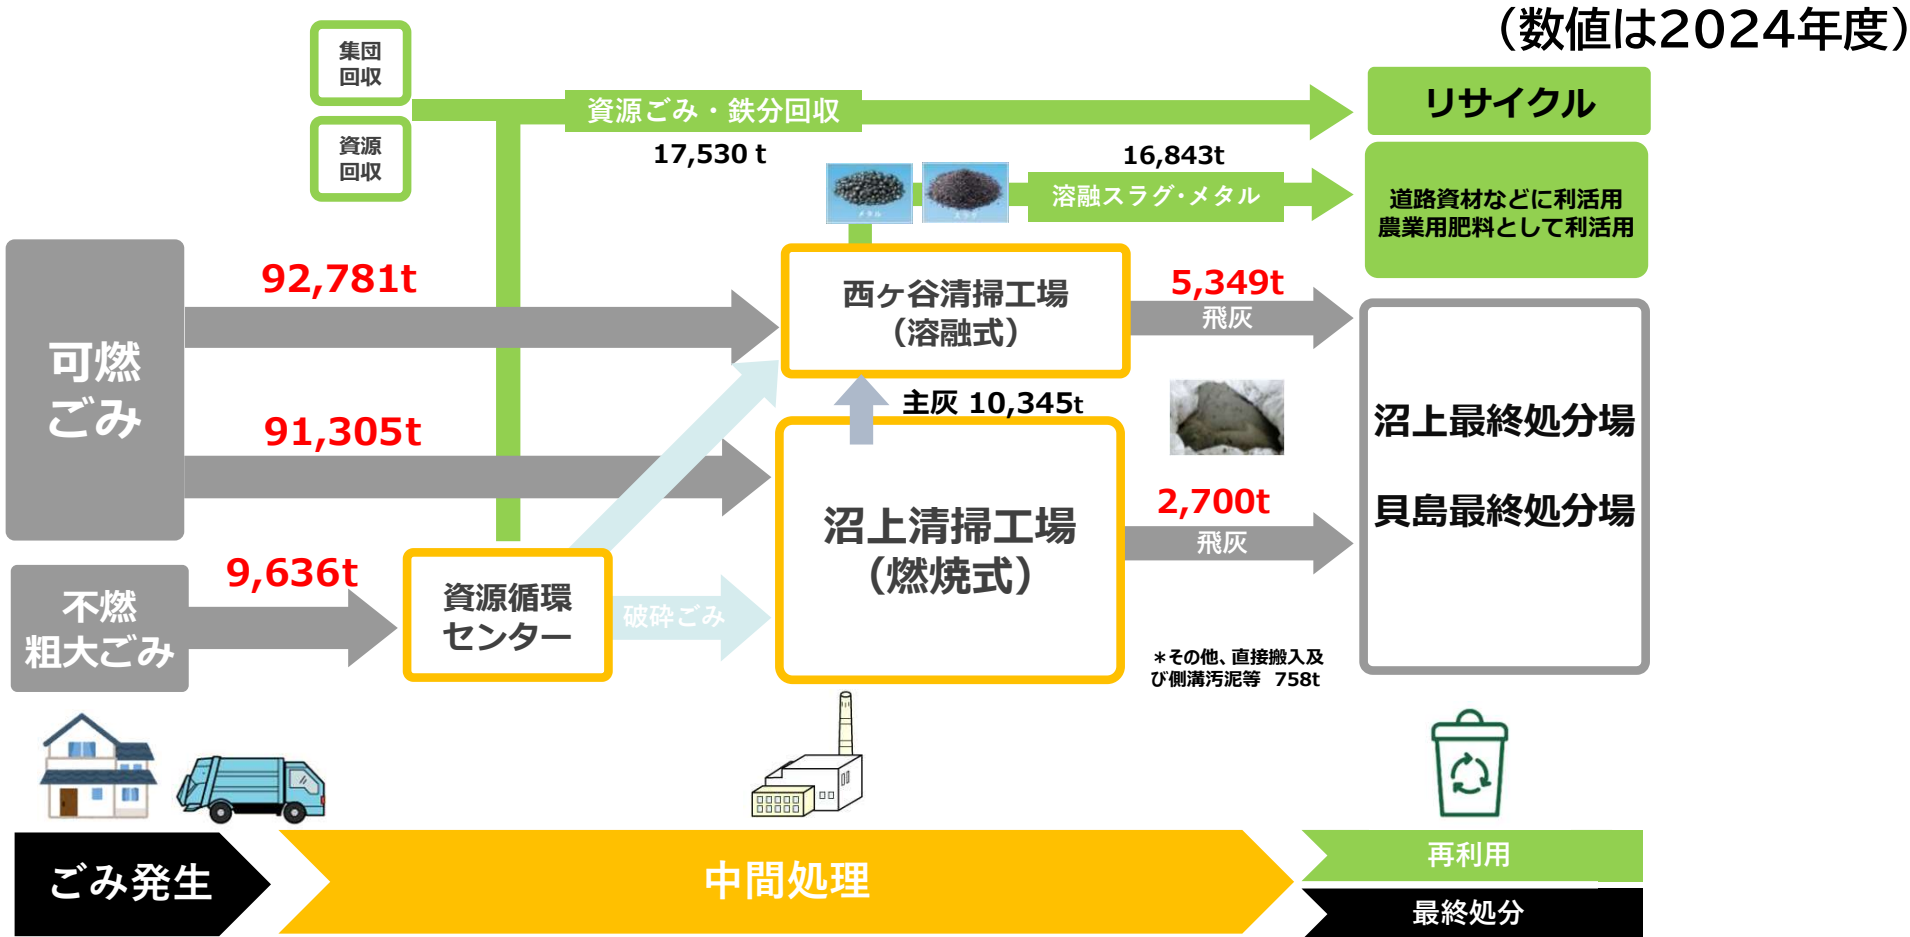 （数値は2024年度）
集団
回収
資源ごみ・鉄分回収
17,530 t
リサイクル
資源
回収
メタル
スラグ
16,843t
溶融スラグ・メタル
道路資材などに利活用
農業用肥料として利活用
可燃
ごみ
92,781t
西ヶ谷清掃工場
（溶融式）
5,349t
飛灰
主灰 10,345t
91,305t
沼上清掃工場
（燃焼式）
2,700t
飛灰
沼上最終処分場
貝島最終処分場
不燃
粗大ごみ
9,636t
資源循環
センター
破砕ごみ
＊その他、直接搬入及
び側溝汚泥等 758t
ごみ発生
中間処理
再利用
最終処分